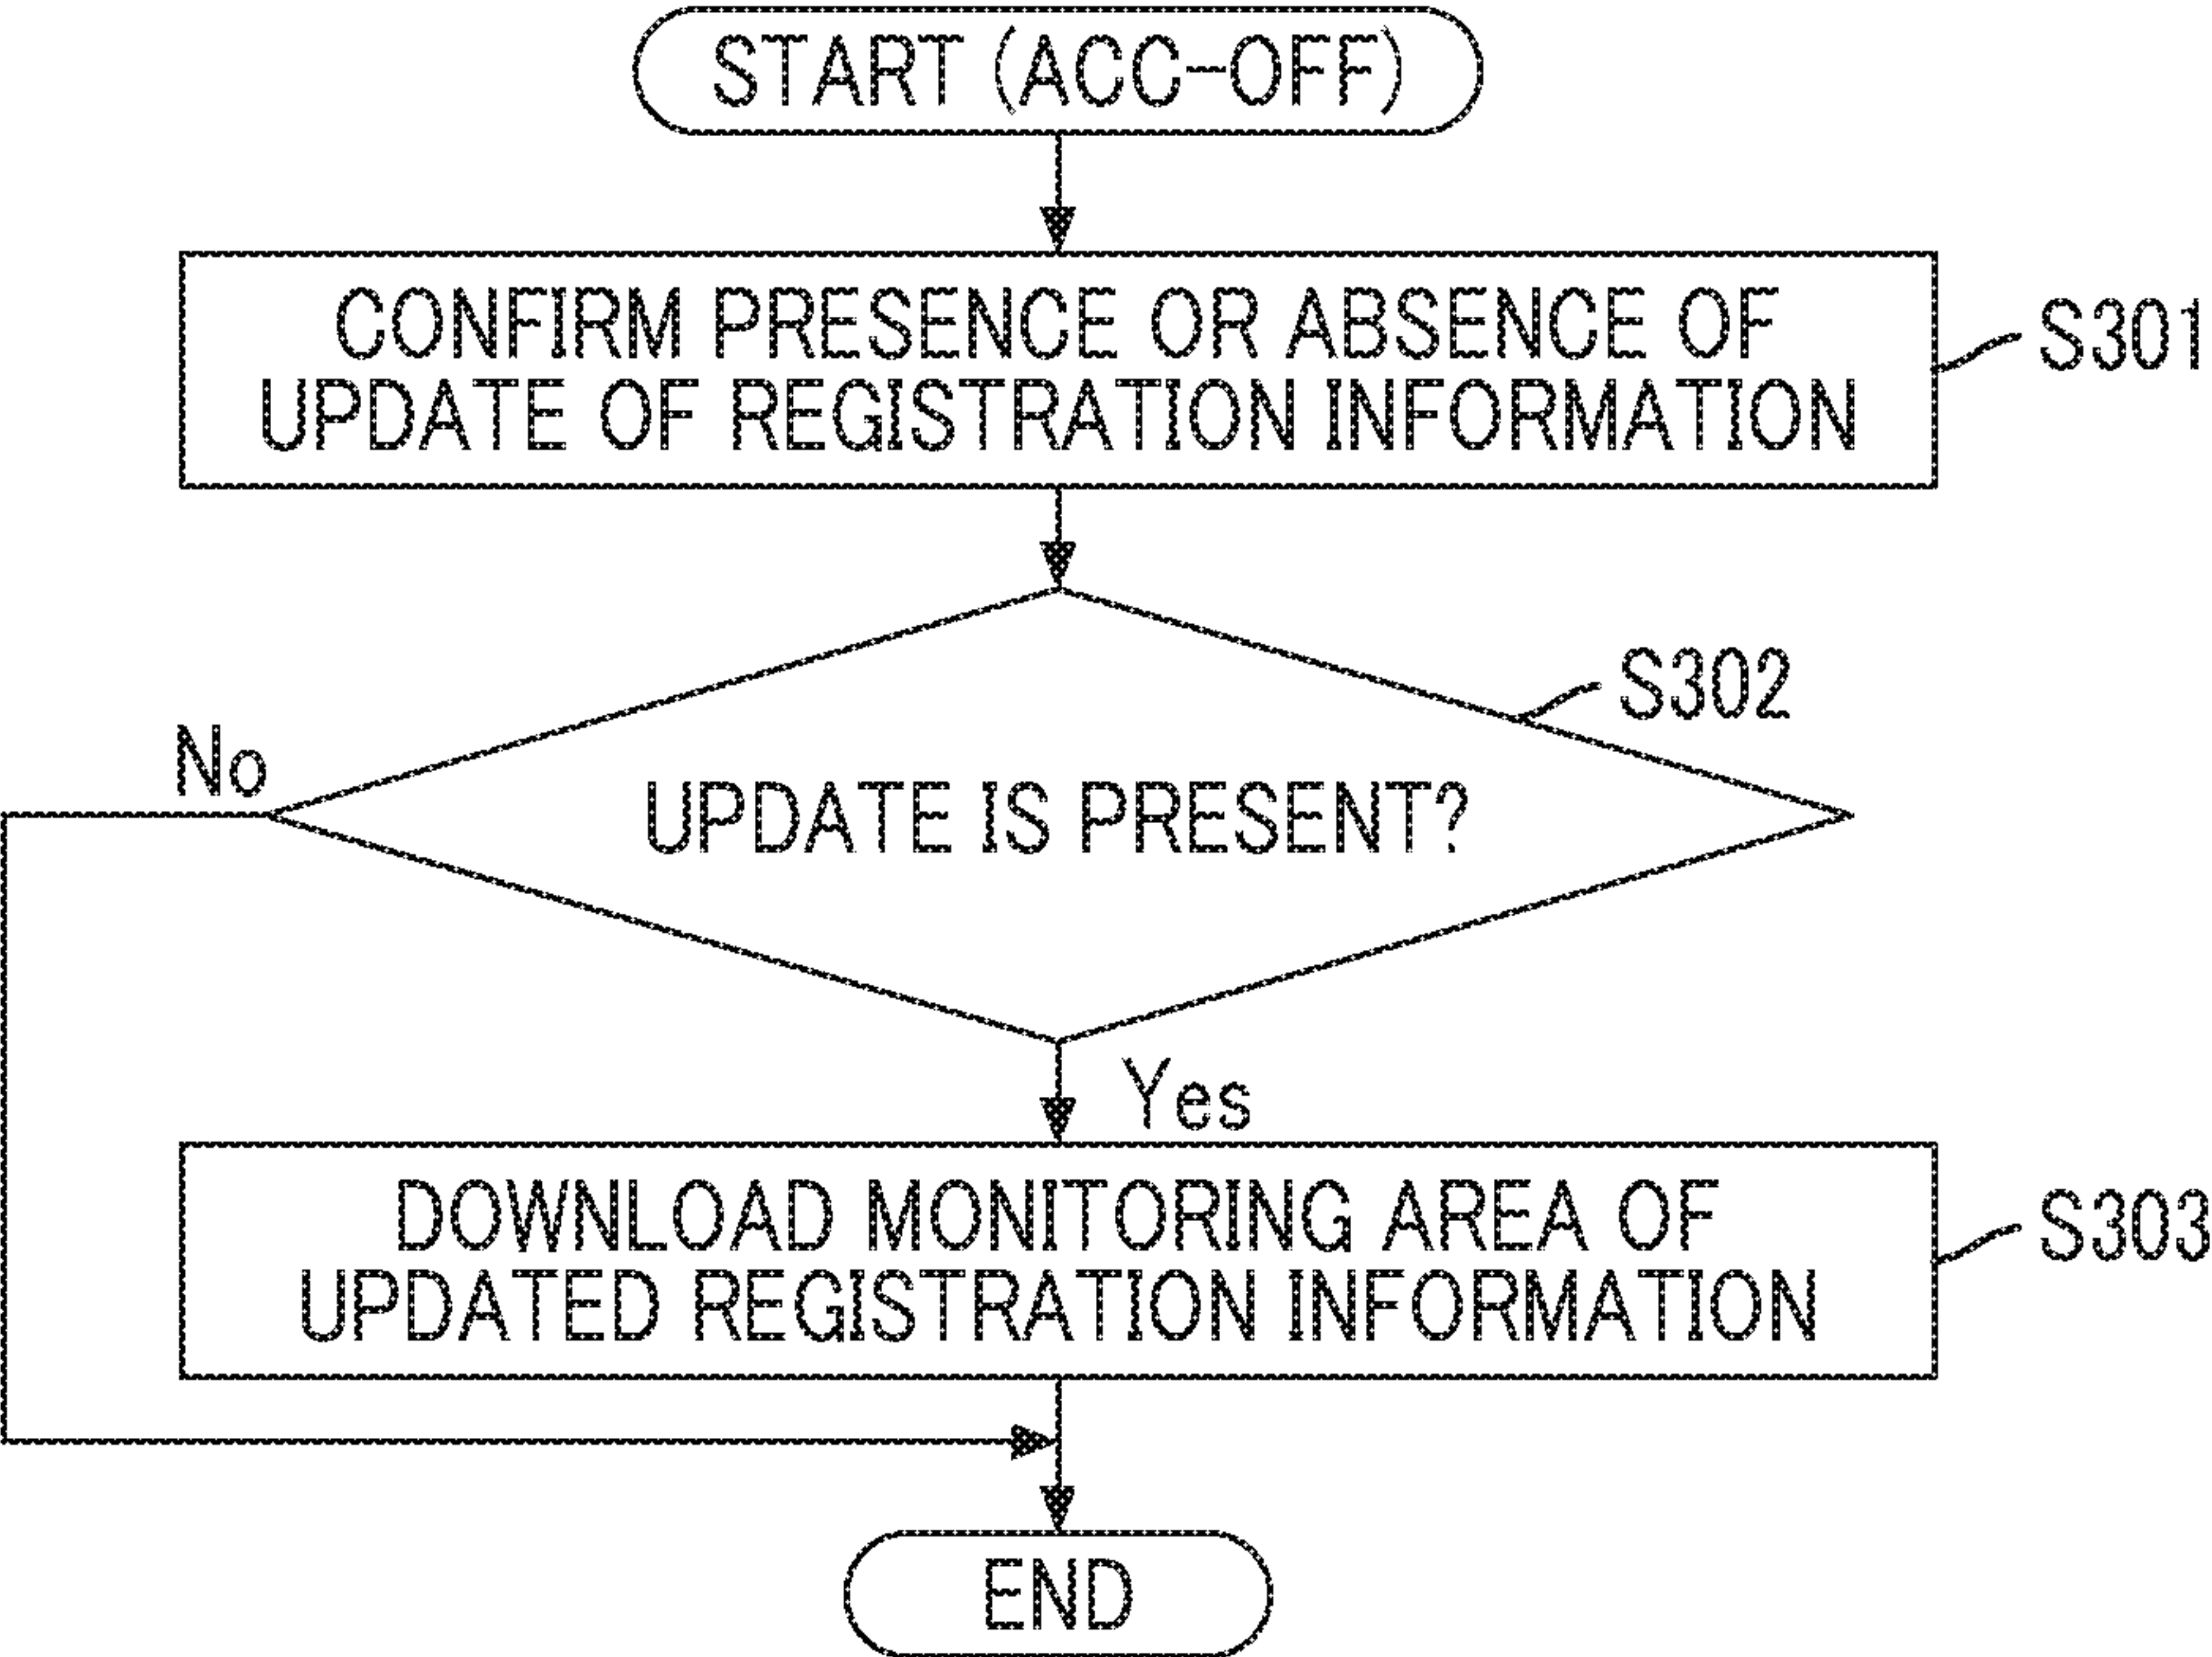 START (ACC-OFF)
CONFIRM PRESENCE OR ABSENCE OF
UPDATE OF REGISTRATION INFORMATION
S301
S302
No
UPDATE IS PRESENT?
Yes
DOWNLOAD MONITORING AREA OF
UPDATED REGISTRATION INFORMATION
S303
END